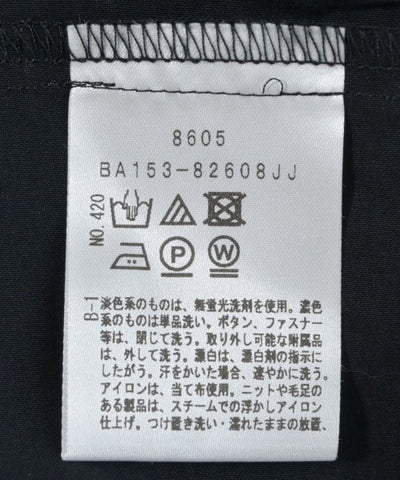 8605
BA153-82608JJ
NO. 420
P
W
B-1
淡色系のものは、無蛍光洗剤を使用。濃色
系のものは単品洗い。ボタン、ファスナー
等は、閉じて洗う。取り外し可能な附属品
は、外して洗う。漂白は、漂白剤の指示に
したがう。汗をかいた場合、速やかに洗う。
アイロンは、当て布使用。ニットや毛足の
ある製品は、スチームでの浮かしアイロン
仕上げ。つけ置き洗い・濡れたままの放置、